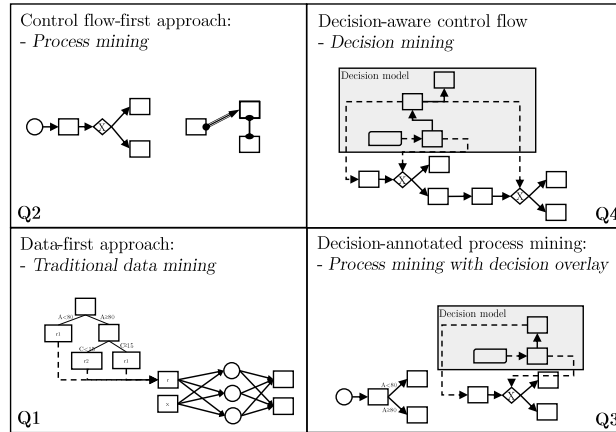 Control flow-first approach:
- Process mining
X
Q2
Decision-aware control flow
- Decision mining
Decision model
X
X
Q4
Data-first approach:
- Traditional data mining
A<80
A≥80
r1
C<15
C≥15
r2
r1
r
x
Q1
Decision-annotated process mining:
- Process mining with decision overlay
Decision model
A<80
A≥80
X
Q3